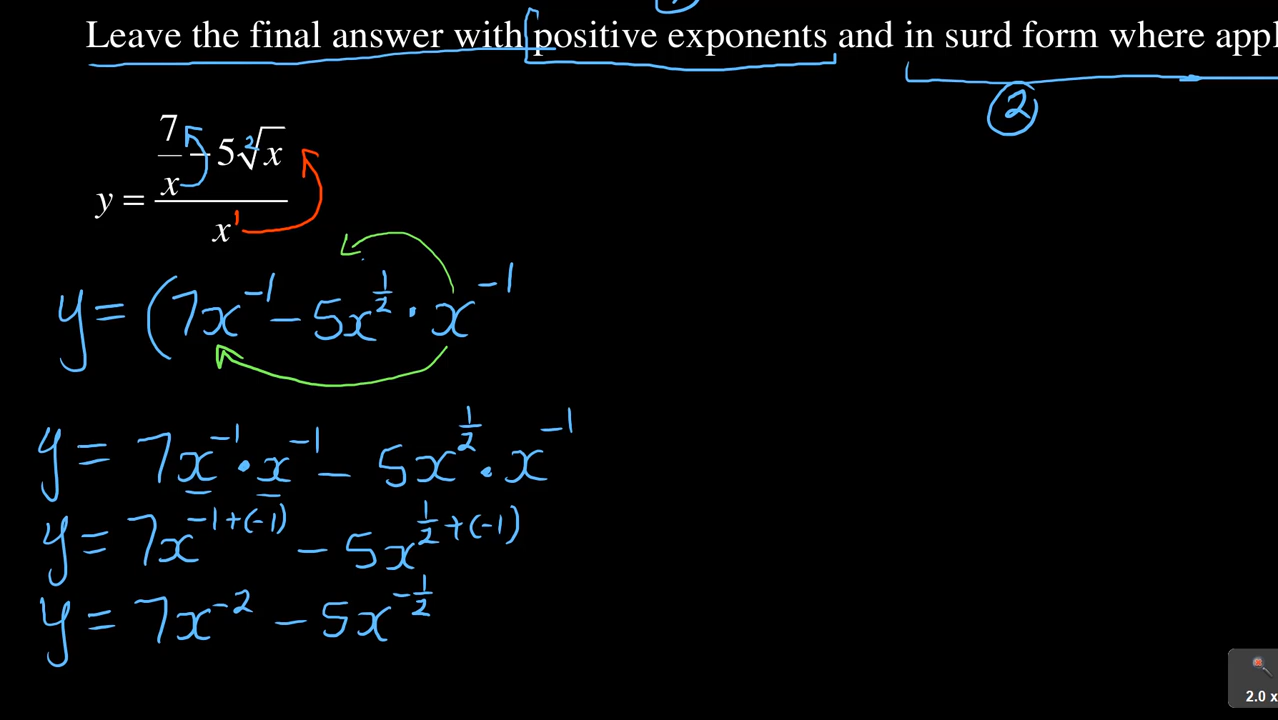 Leave the final answer with positive exponents and in surd form where appl
2
y = (7/x − 5 ²√x) / x¹
y = (7x⁻¹ − 5x^(1/2) · x⁻¹
y = 7x⁻¹ · x⁻¹ − 5x^(1/2) · x⁻¹
y = 7x^(−1+(−1)) − 5x^(1/2+(−1))
y = 7x⁻² − 5x^(−1/2)
2.0 x